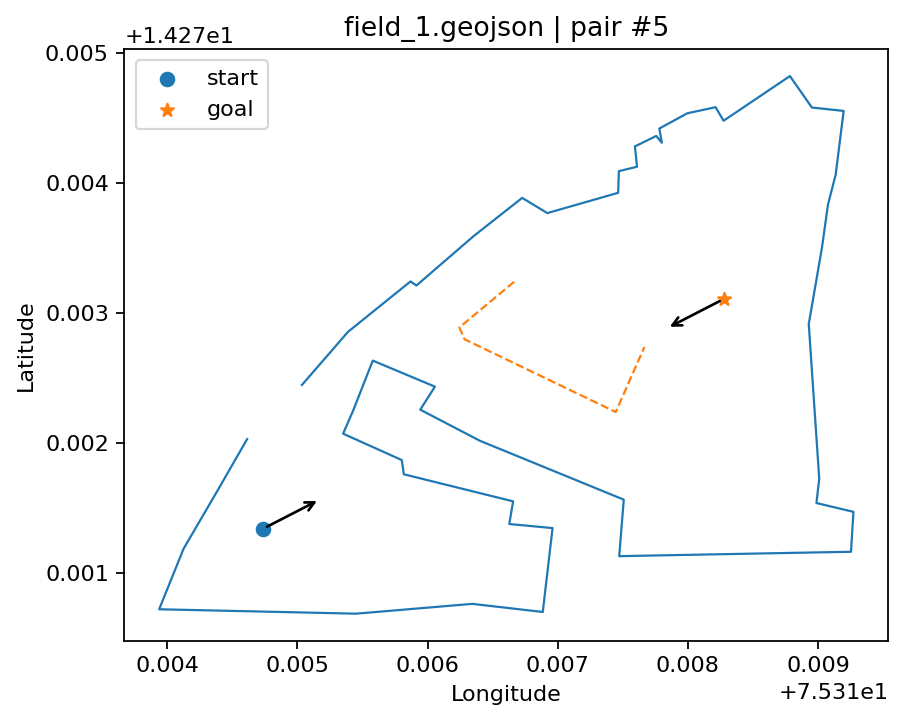 field_1.geojson | pair #5
+1.427e1
start
goal
0.005
0.004
0.003
0.002
0.001
Latitude
0.004 0.005 0.006 0.007 0.008 0.009
+7.531e1
Longitude